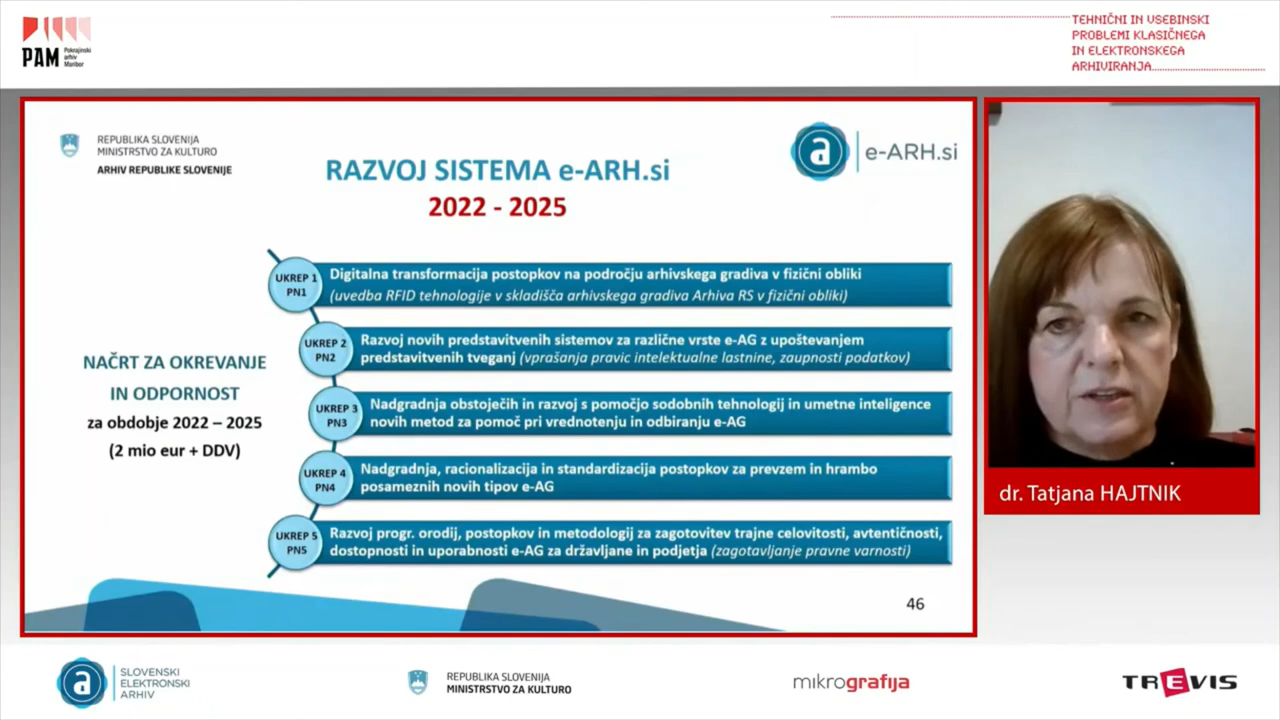 PAM
Pokrajinski
arhiv
Maribor
TEHNIČNI IN VSEBINSKI
PROBLEMI KLASIČNEGA
IN ELEKTRONSKEGA
ARHIVIRANJA
REPUBLIKA SLOVENIJA
MINISTRSTVO ZA KULTURO
ARHIV REPUBLIKE SLOVENIJE
RAZVOJ SISTEMA e-ARH.si
2022 - 2025
a
e-ARH.si
NAČRT ZA OKREVANJE
IN ODPORNOST
za obdobje 2022 – 2025
(2 mio eur + DDV)
UKREP 1
PN1
Digitalna transformacija postopkov na področju arhivskega gradiva v fizični obliki
(uvedba RFID tehnologije v skladišča arhivskega gradiva Arhiva RS v fizični obliki)
UKREP 2
PN2
Razvoj novih predstavitvenih sistemov za različne vrste e-AG z upoštevanjem
predstavitvenih tveganj (vprašanja pravic intelektualne lastnine, zaupnosti podatkov)
UKREP 3
PN3
Nadgradnja obstoječih in razvoj s pomočjo sodobnih tehnologij in umetne inteligence
novih metod za pomoč pri vrednotenju in odbiranju e-AG
UKREP 4
PN4
Nadgradnja, racionalizacija in standardizacija postopkov za prevzem in hrambo
posameznih novih tipov e-AG
UKREP 5
PN5
Razvoj progr. orodij, postopkov in metodologij za zagotovitev trajne celovitosti, avtentičnosti,
dostopnosti in uporabnosti e-AG za državljane in podjetja (zagotavljanje pravne varnosti)
46
dr. Tatjana HAJTNIK
a
SLOVENSKI
ELEKTRONSKI
ARHIV
REPUBLIKA SLOVENIJA
MINISTRSTVO ZA KULTURO
mikrografija
TREVIS